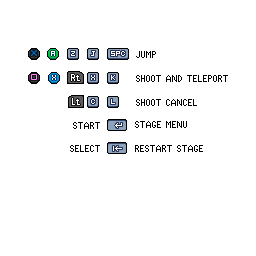 X A Z J SPC JUMP
X Rt X K SHOOT AND TELEPORT
Lt C L SHOOT CANCEL
START STAGE MENU
SELECT RESTART STAGE